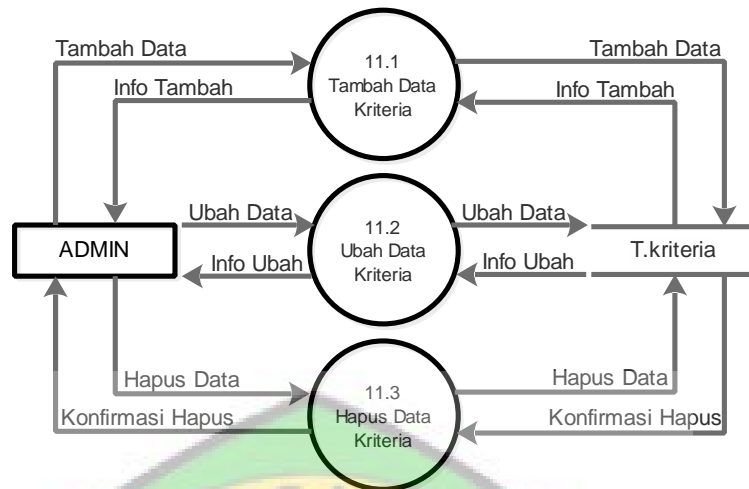 Tambah Data
Info Tambah
11.1
Tambah Data
Kriteria
Tambah Data
Info Tambah
ADMIN
Ubah Data
Info Ubah
11.2
Ubah Data
Kriteria
Ubah Data
Info Ubah
T.kriteria
Hapus Data
Konfirmasi Hapus
11.3
Hapus Data
Kriteria
Hapus Data
Konfirmasi Hapus